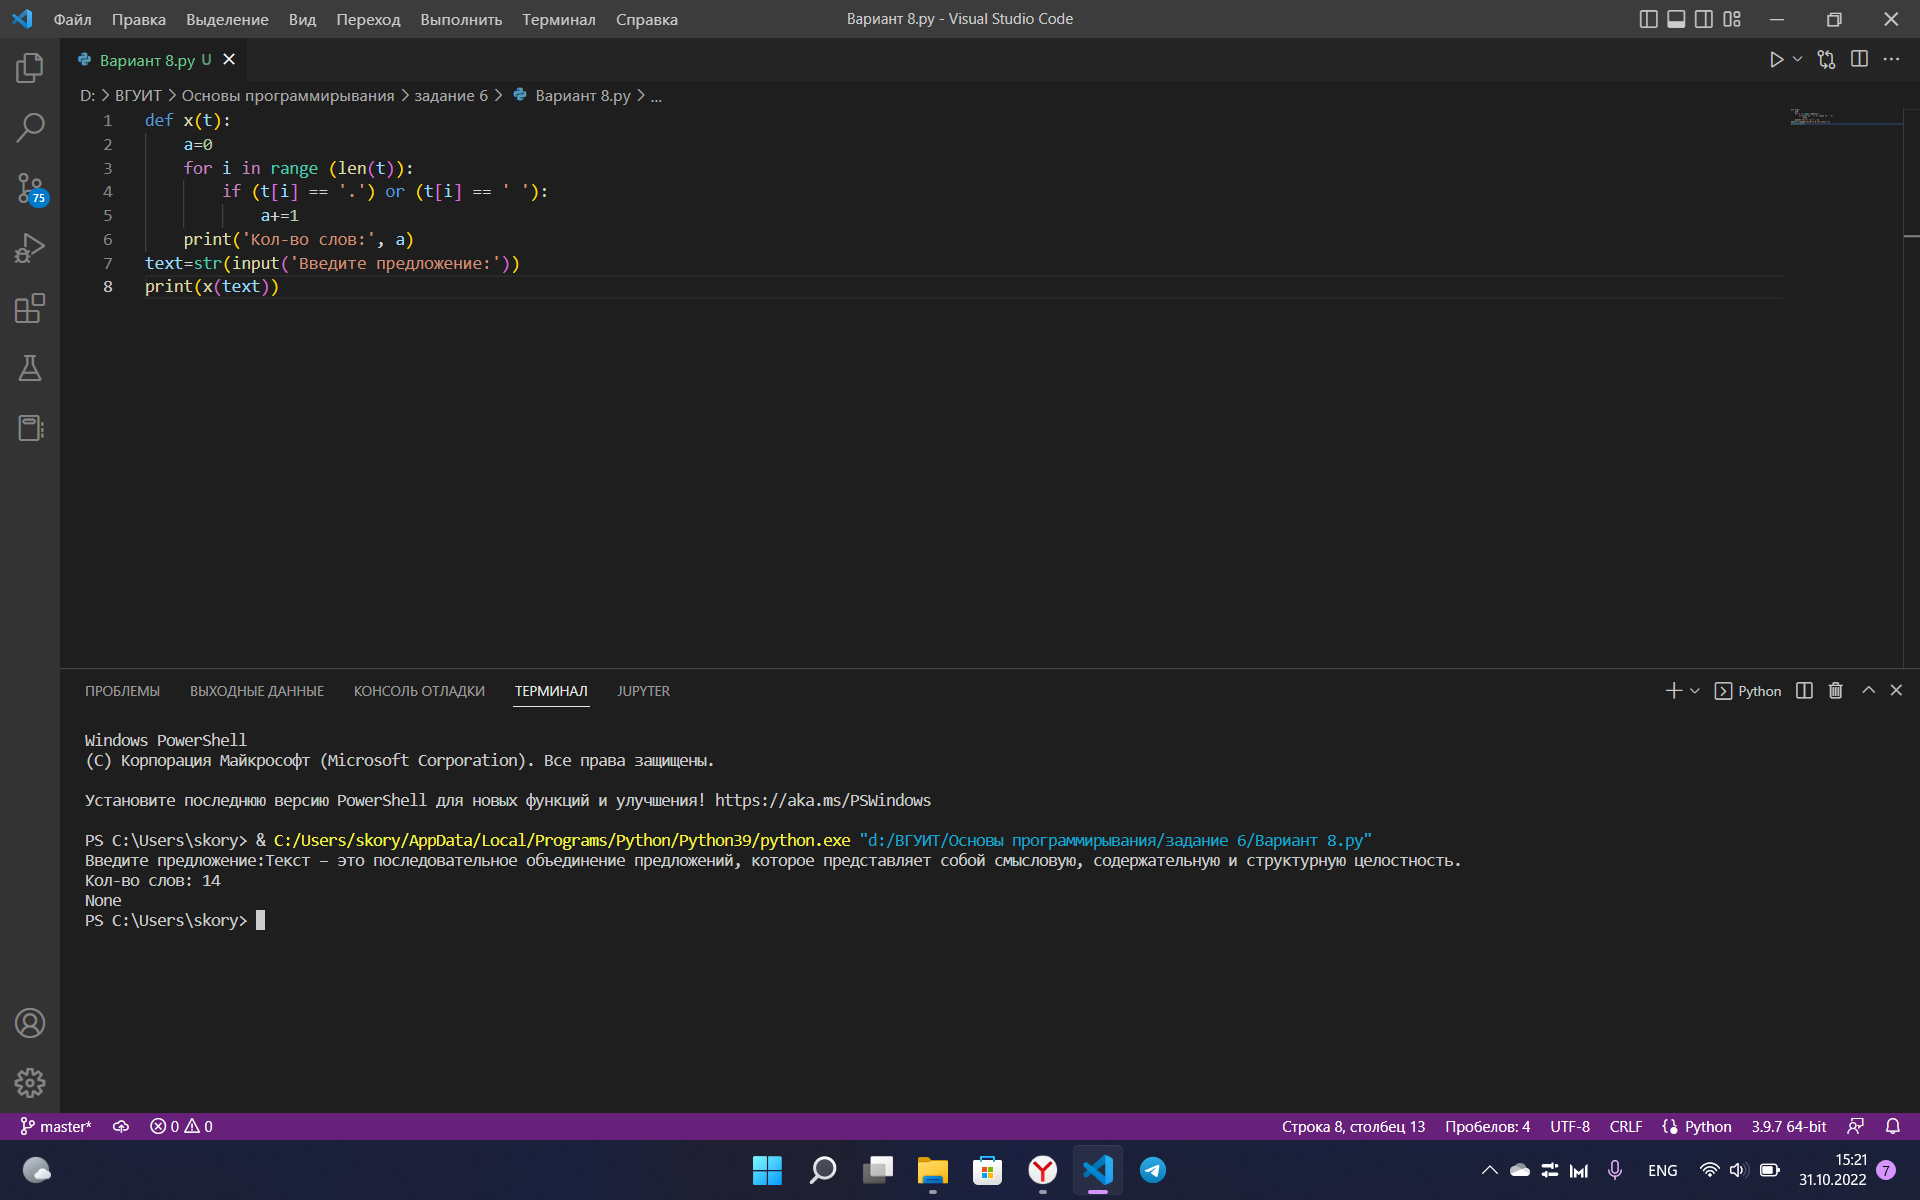 Файл Правка Выделение Вид Переход Выполнить Терминал Справка Вариант 8.py - Visual Studio Code
Вариант 8.py U
D: > ВГУИТ > Основы программирывания > задание 6 > Вариант 8.py > ...
1 def x(t):
2 a=0
3 for i in range (len(t)):
4 if (t[i] == '.') or (t[i] == ' '):
5 a+=1
6 print('Кол-во слов:', a)
7 text=str(input('Введите предложение:'))
8 print(x(text))
75
ПРОБЛЕМЫ ВЫХОДНЫЕ ДАННЫЕ КОНСОЛЬ ОТЛАДКИ ТЕРМИНАЛ JUPYTER Python
Windows PowerShell
(C) Корпорация Майкрософт (Microsoft Corporation). Все права защищены.
Установите последнюю версию PowerShell для новых функций и улучшения! https://aka.ms/PSWindows
PS C:\Users\skory> & C:/Users/skory/AppData/Local/Programs/Python/Python39/python.exe "d:/ВГУИТ/Основы программирывания/задание 6/Вариант 8.py"
Введите предложение:Текст – это последовательное объединение предложений, которое представляет собой смысловую, содержательную и структурную целостность.
Кол-во слов: 14
None
PS C:\Users\skory>
master* 0 0 Строка 8, столбец 13 Пробелов: 4 UTF-8 CRLF Python 3.9.7 64-bit
ENG 15:21 7
31.10.2022